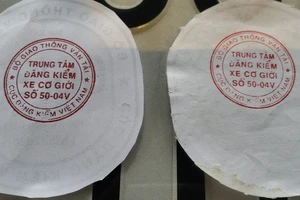 BỘ GIAO THÔNG VẬN TẢI
TRUNG TÂM
ĐĂNG KIỂM
XE CƠ GIỚI
SỐ 50-04V
CỤC ĐĂNG KIỂM VIỆT NAM
BỘ GIAO THÔNG VẬN TẢI
TRUNG TÂM
ĐĂNG KIỂM
XE CƠ GIỚI
SỐ 50-04V
CỤC ĐĂNG KIỂM VIỆT NAM